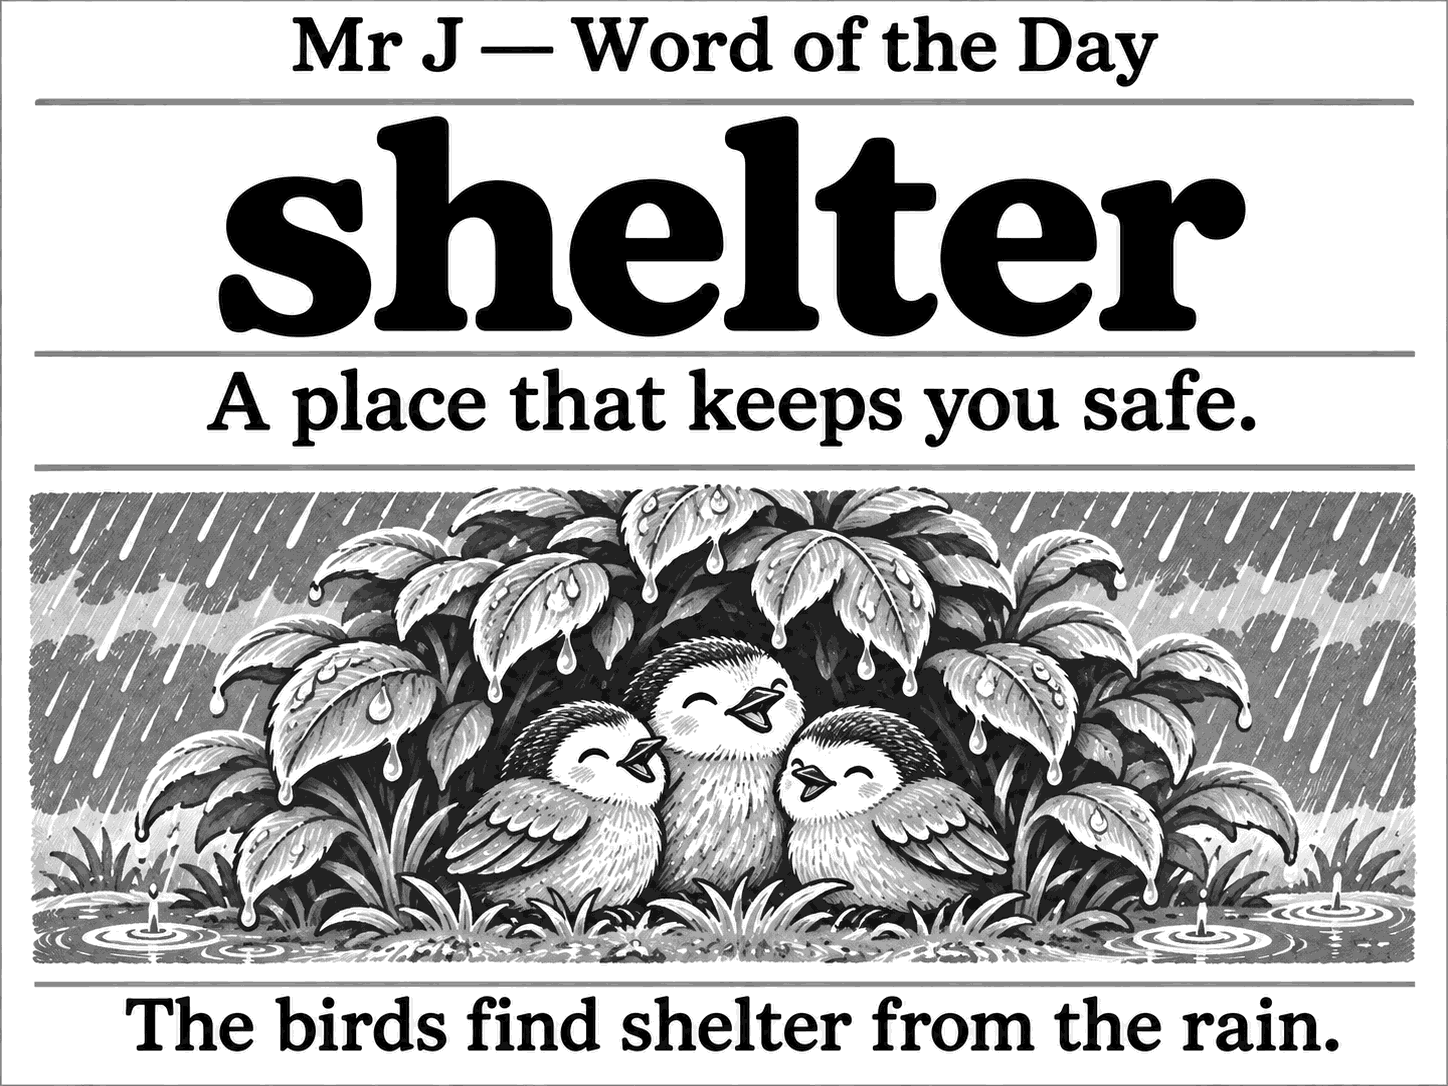 Mr J — Word of the Day
shelter
A place that keeps you safe.
The birds find shelter from the rain.